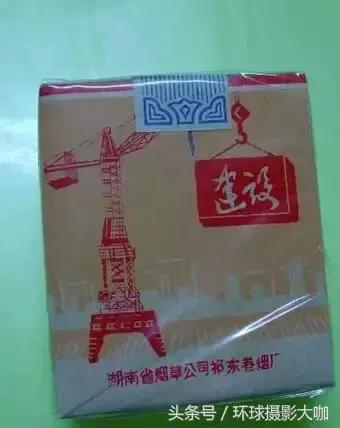 建设
湖南省烟草公司祁东卷烟厂
头条号/环球摄影大咖